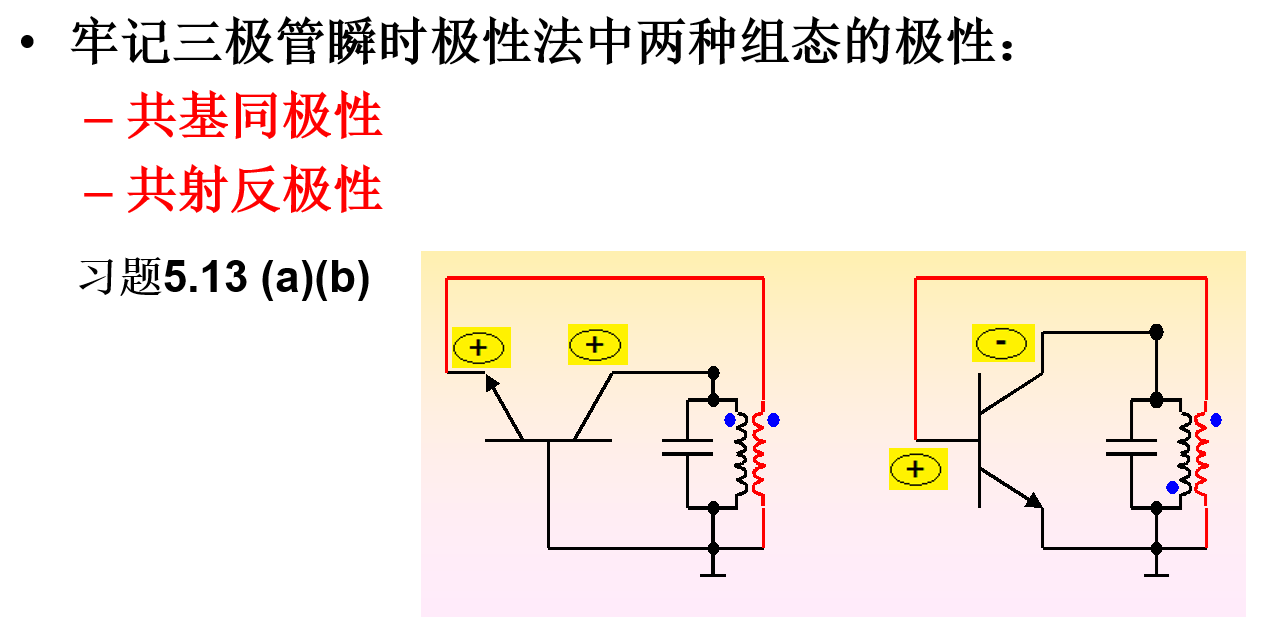 • 牢记三极管瞬时极性法中两种组态的极性：
– 共基同极性
– 共射反极性
习题5.13 (a)(b)
+ + -
+